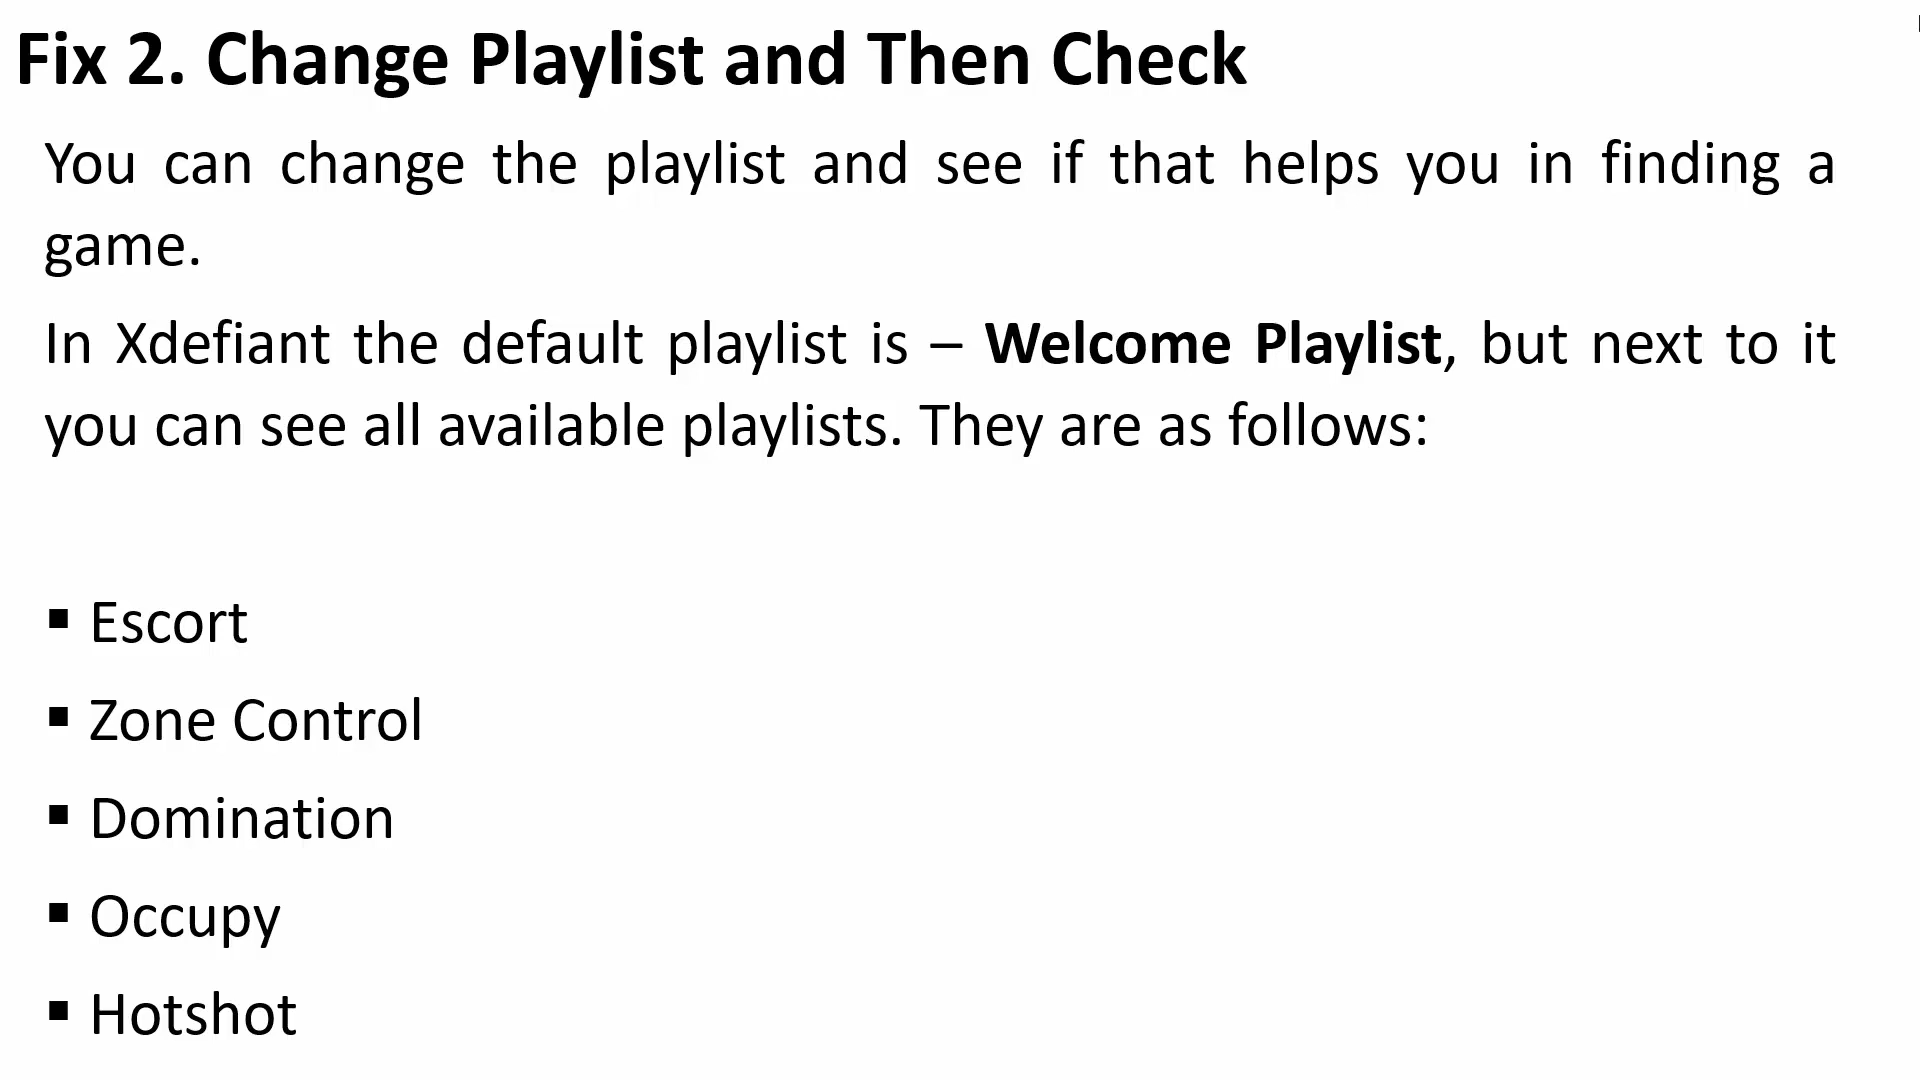 Fix 2. Change Playlist and Then Check
You can change the playlist and see if that helps you in finding a
game.
In Xdefiant the default playlist is – Welcome Playlist, but next to it
you can see all available playlists. They are as follows:
▪ Escort
▪ Zone Control
▪ Domination
▪ Occupy
▪ Hotshot